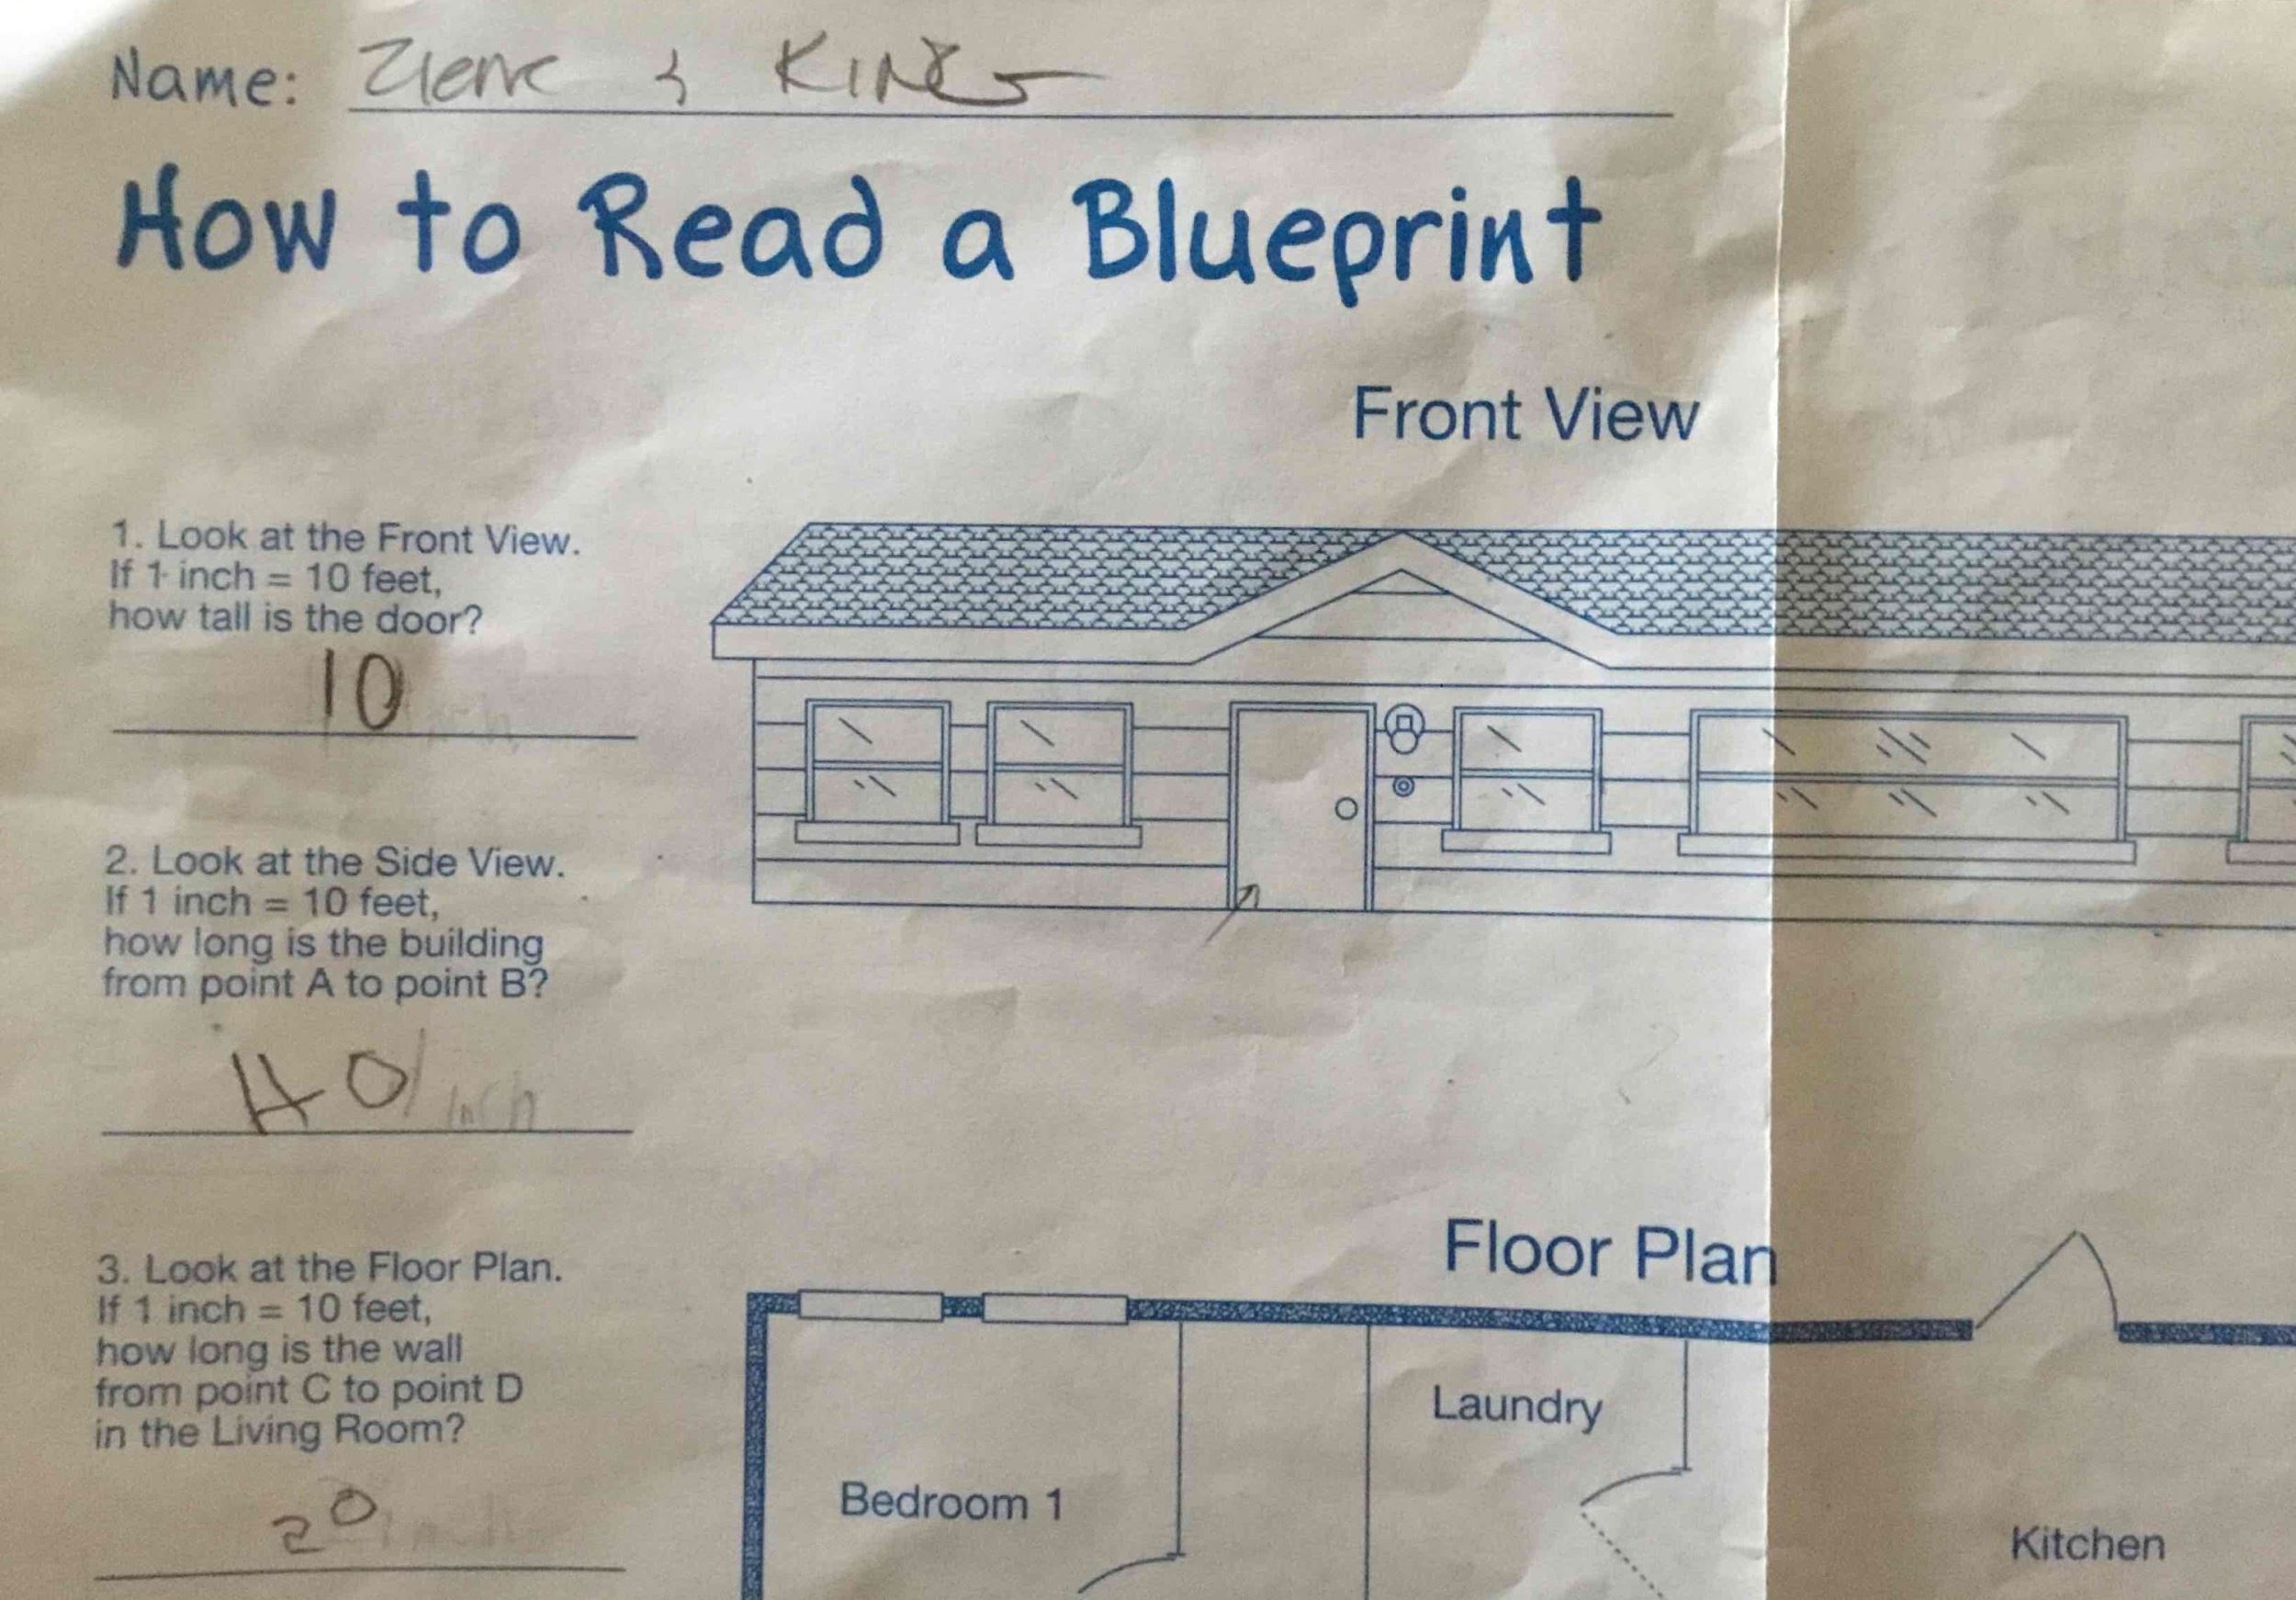 Name:
How to Read a Blueprint
Front View
1. Look at the Front View.
If 1 inch = 10 feet,
how tall is the door?
10
2. Look at the Side View.
If 1 inch = 10 feet,
how long is the building
from point A to point B?
40 inch
3. Look at the Floor Plan.
If 1 inch = 10 feet,
how long is the wall
from point C to point D
in the Living Room?
20
Floor Plan
Laundry
Bedroom 1
Kitchen